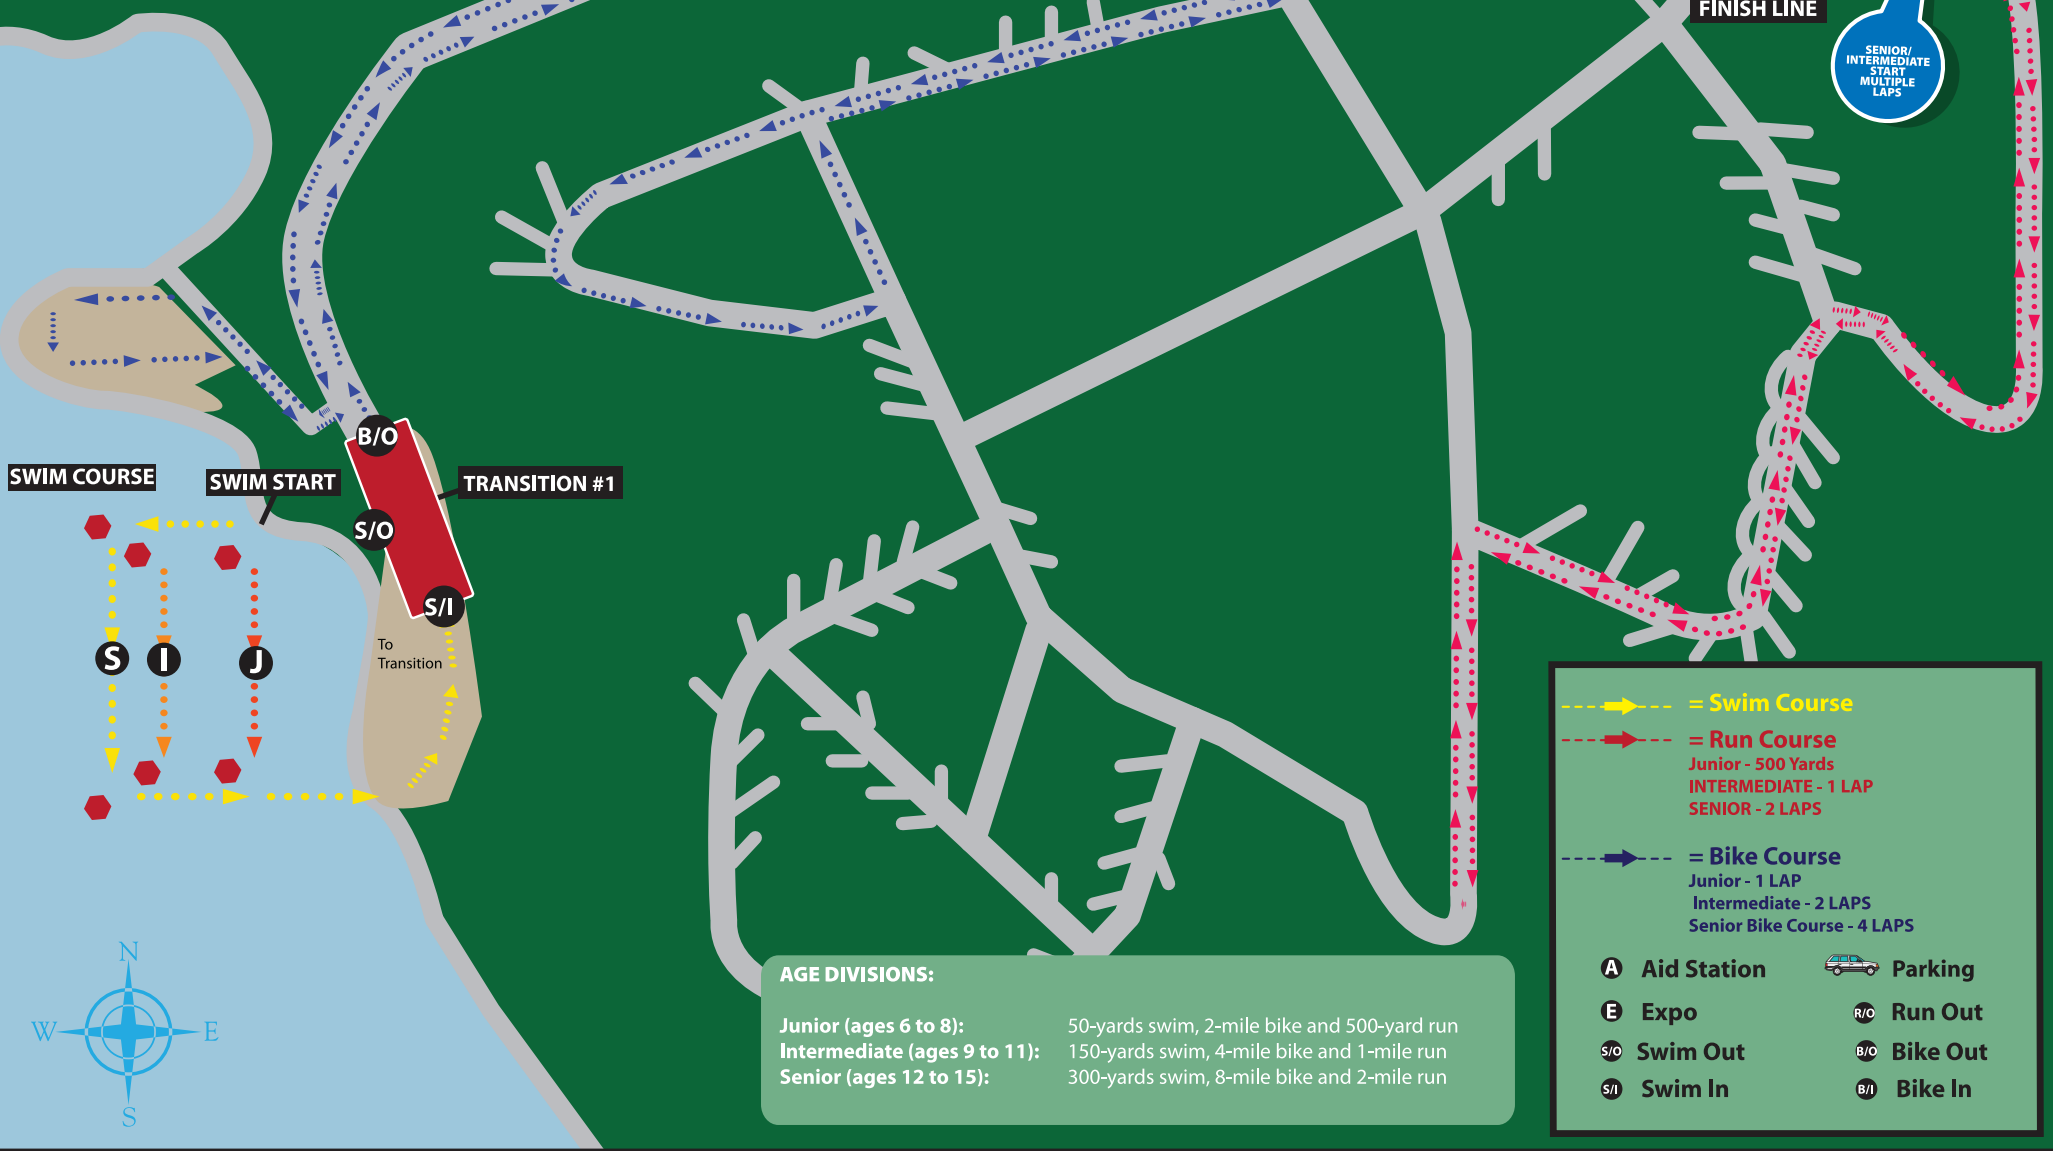 FINISH LINE
SENIOR/
INTERMEDIATE
START
MULTIPLE
LAPS
B/O
SWIM COURSE
SWIM START
TRANSITION #1
S/O
S/I
To
Transition
S
I
J
N
W
E
S
AGE DIVISIONS:
Junior (ages 6 to 8): 50-yards swim, 2-mile bike and 500-yard run
Intermediate (ages 9 to 11): 150-yards swim, 4-mile bike and 1-mile run
Senior (ages 12 to 15): 300-yards swim, 8-mile bike and 2-mile run
= Swim Course
= Run Course
Junior - 500 Yards
INTERMEDIATE - 1 LAP
SENIOR - 2 LAPS
= Bike Course
Junior - 1 LAP
Intermediate - 2 LAPS
Senior Bike Course - 4 LAPS
A Aid Station
Parking
E Expo
R/O Run Out
S/O Swim Out
B/O Bike Out
S/I Swim In
B/I Bike In